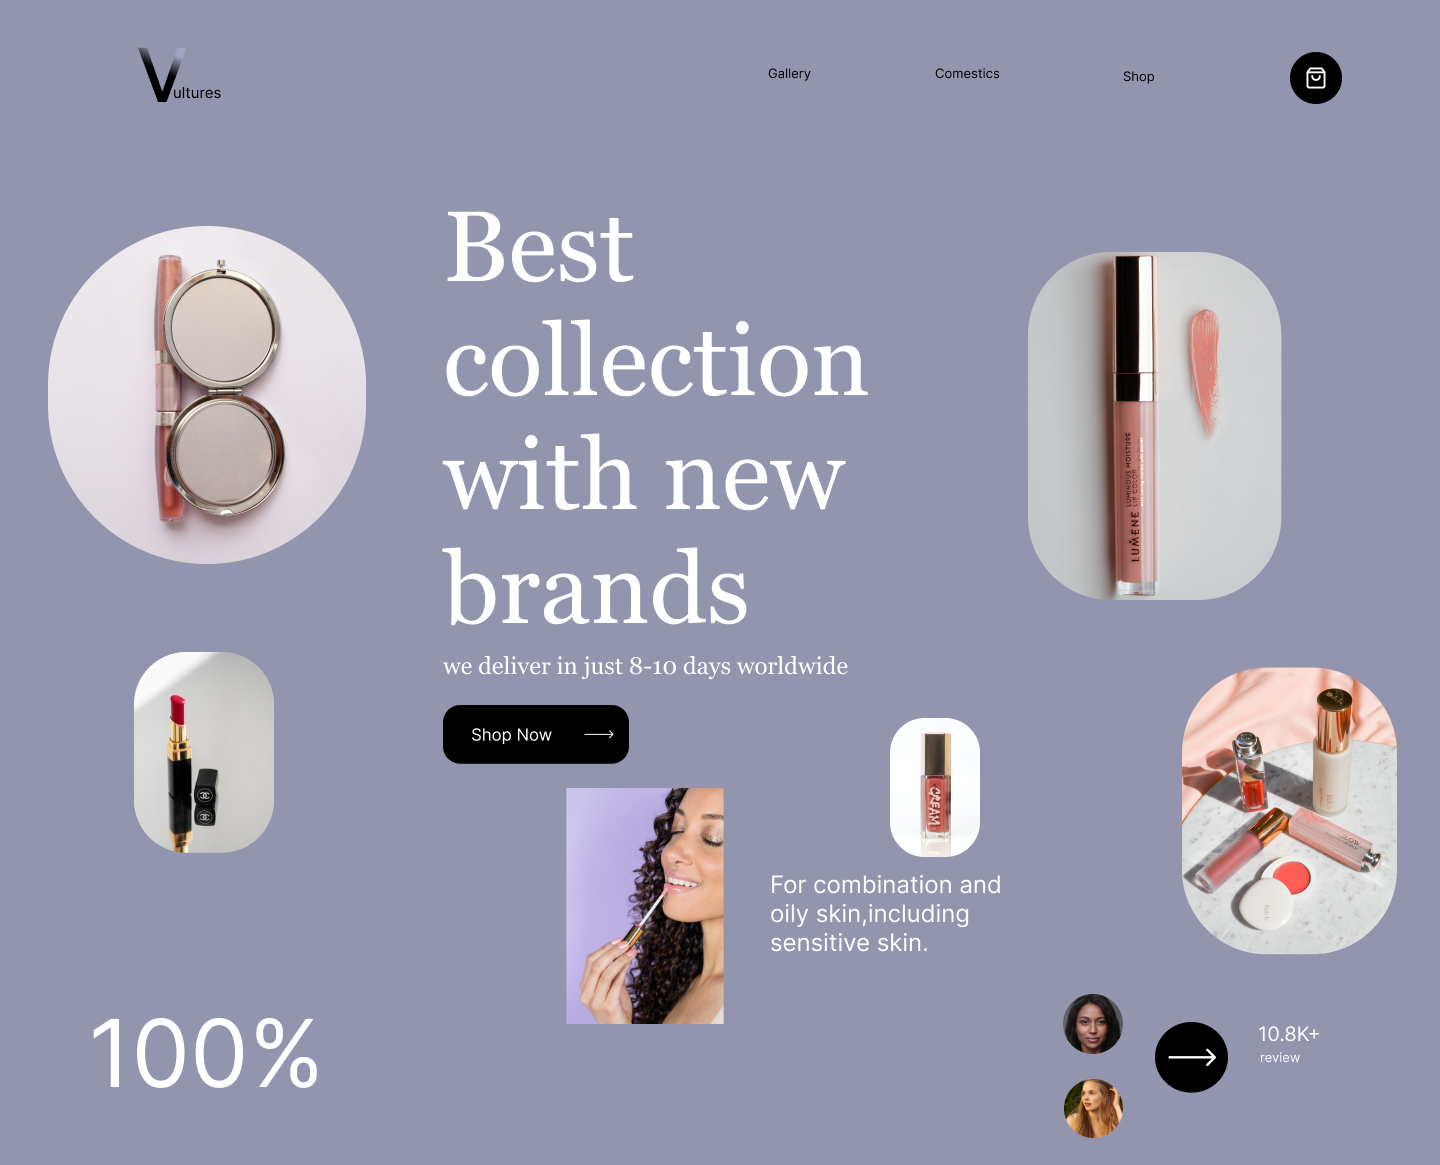 Vultures
Gallery
Comestics
Shop
Best
collection
with new
brands
we deliver in just 8-10 days worldwide
Shop Now
LUMENE
LUMINOUS MOISTURE
LIP COLOR
CREAM
For combination and
oily skin,including
sensitive skin.
100%
10.8K+
review